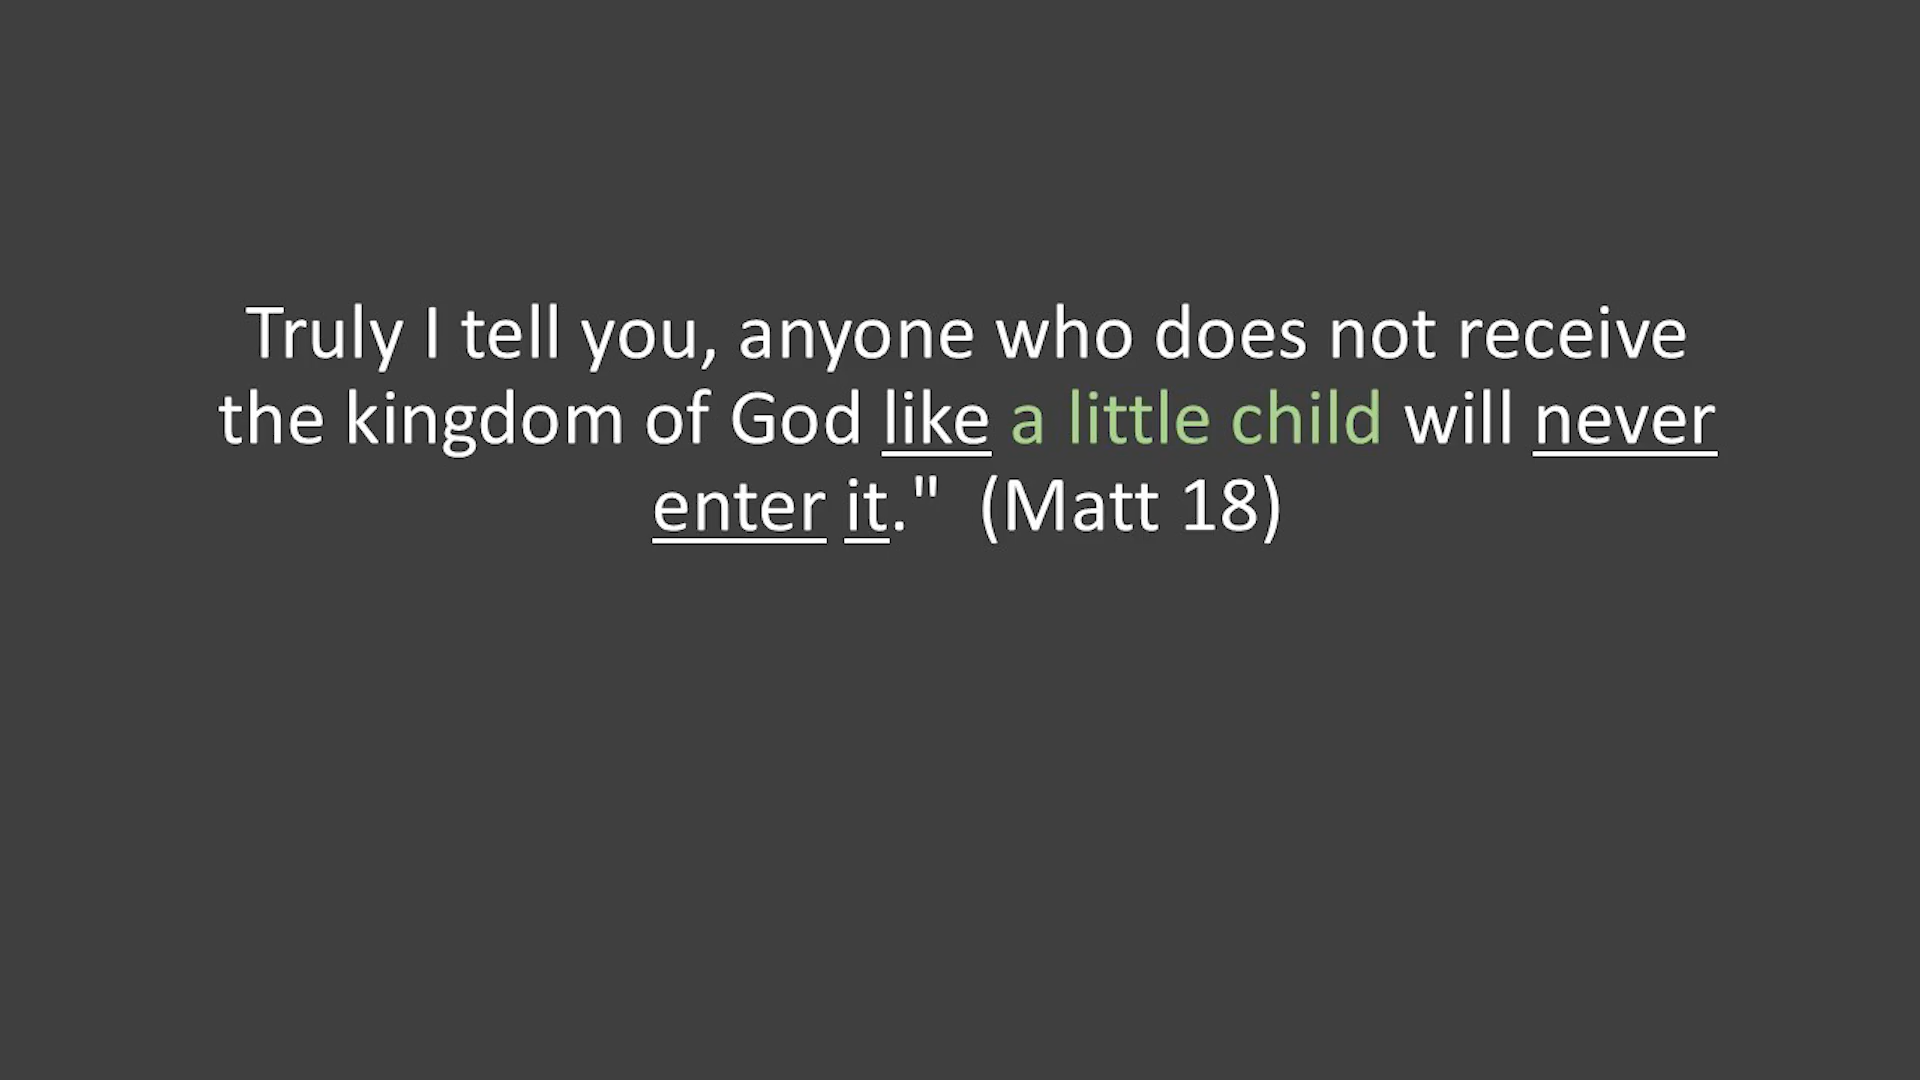 Truly I tell you, anyone who does not receive
the kingdom of God like a little child will never
enter it."  (Matt 18)